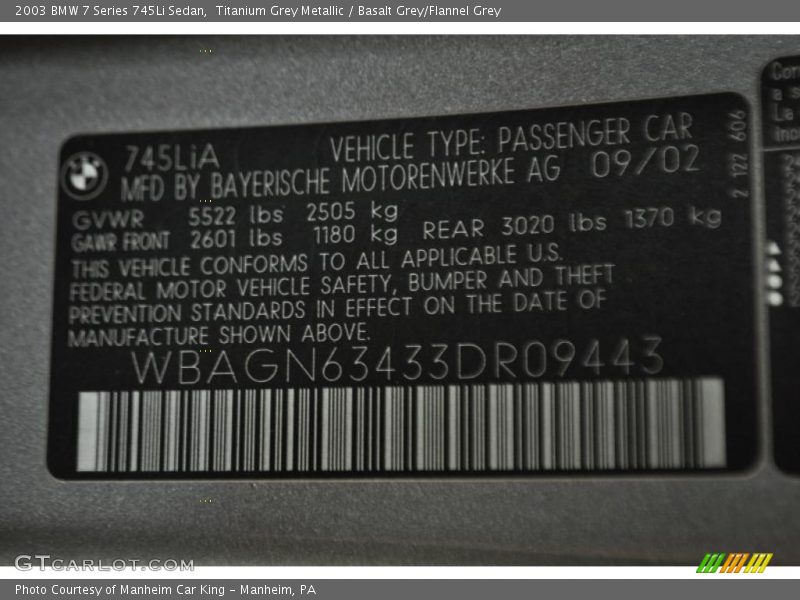 2003 BMW 7 Series 745Li Sedan,  Titanium Grey Metallic / Basalt Grey/Flannel Grey
745LiA VEHICLE TYPE: PASSENGER CAR
MFD BY BAYERISCHE MOTORENWERKE AG 09/02
GVWR 5522 lbs 2505 kg
GAWR FRONT 2601 lbs 1180 kg REAR 3020 lbs 1370 kg
THIS VEHICLE CONFORMS TO ALL APPLICABLE U.S.
FEDERAL MOTOR VEHICLE SAFETY, BUMPER AND THEFT
PREVENTION STANDARDS IN EFFECT ON THE DATE OF
MANUFACTURE SHOWN ABOVE.
WBAGN63433DR09443
2 122 606
La
GTCARLOT.COM
Photo Courtesy of Manheim Car King - Manheim, PA